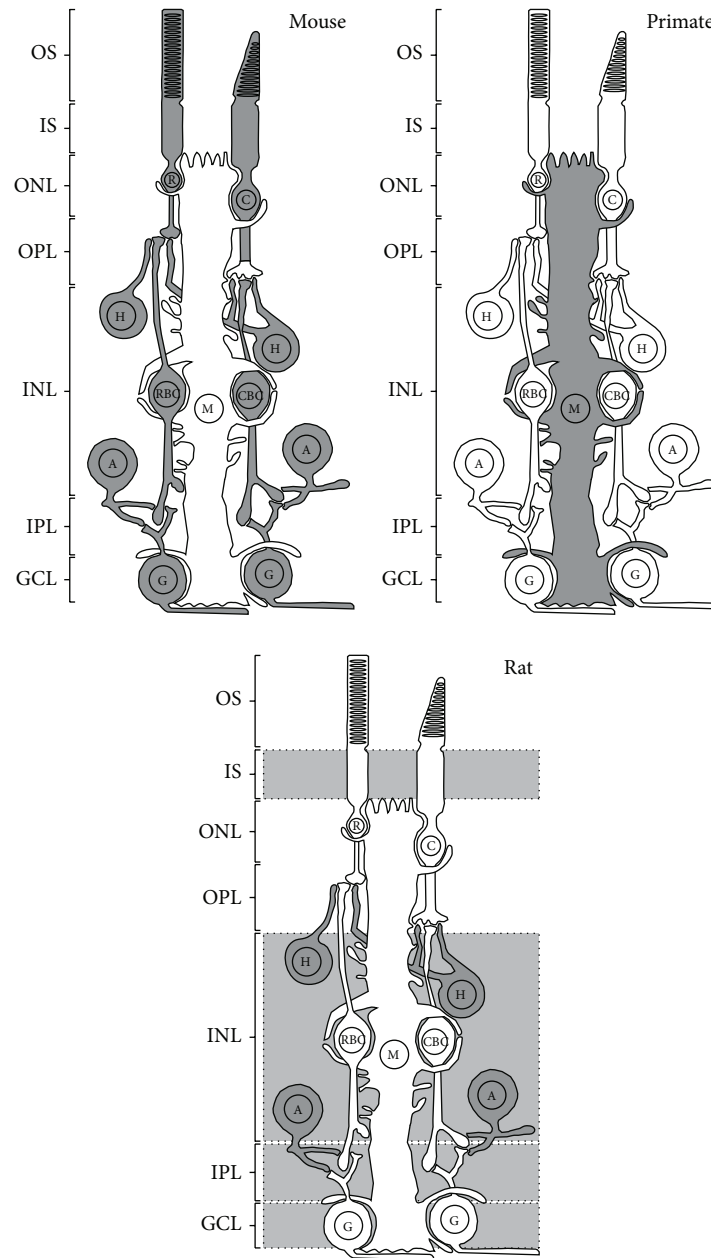 Mouse
OS
IS
ONL
R
C
OPL
H
H
INL
RBC
CBC
M
A
A
IPL
GCL
G
G
Primate
OS
IS
ONL
R
C
OPL
H
H
INL
RBC
CBC
M
A
A
IPL
GCL
G
G
Rat
OS
IS
ONL
R
C
OPL
H
H
INL
RBC
CBC
M
A
A
IPL
GCL
G
G